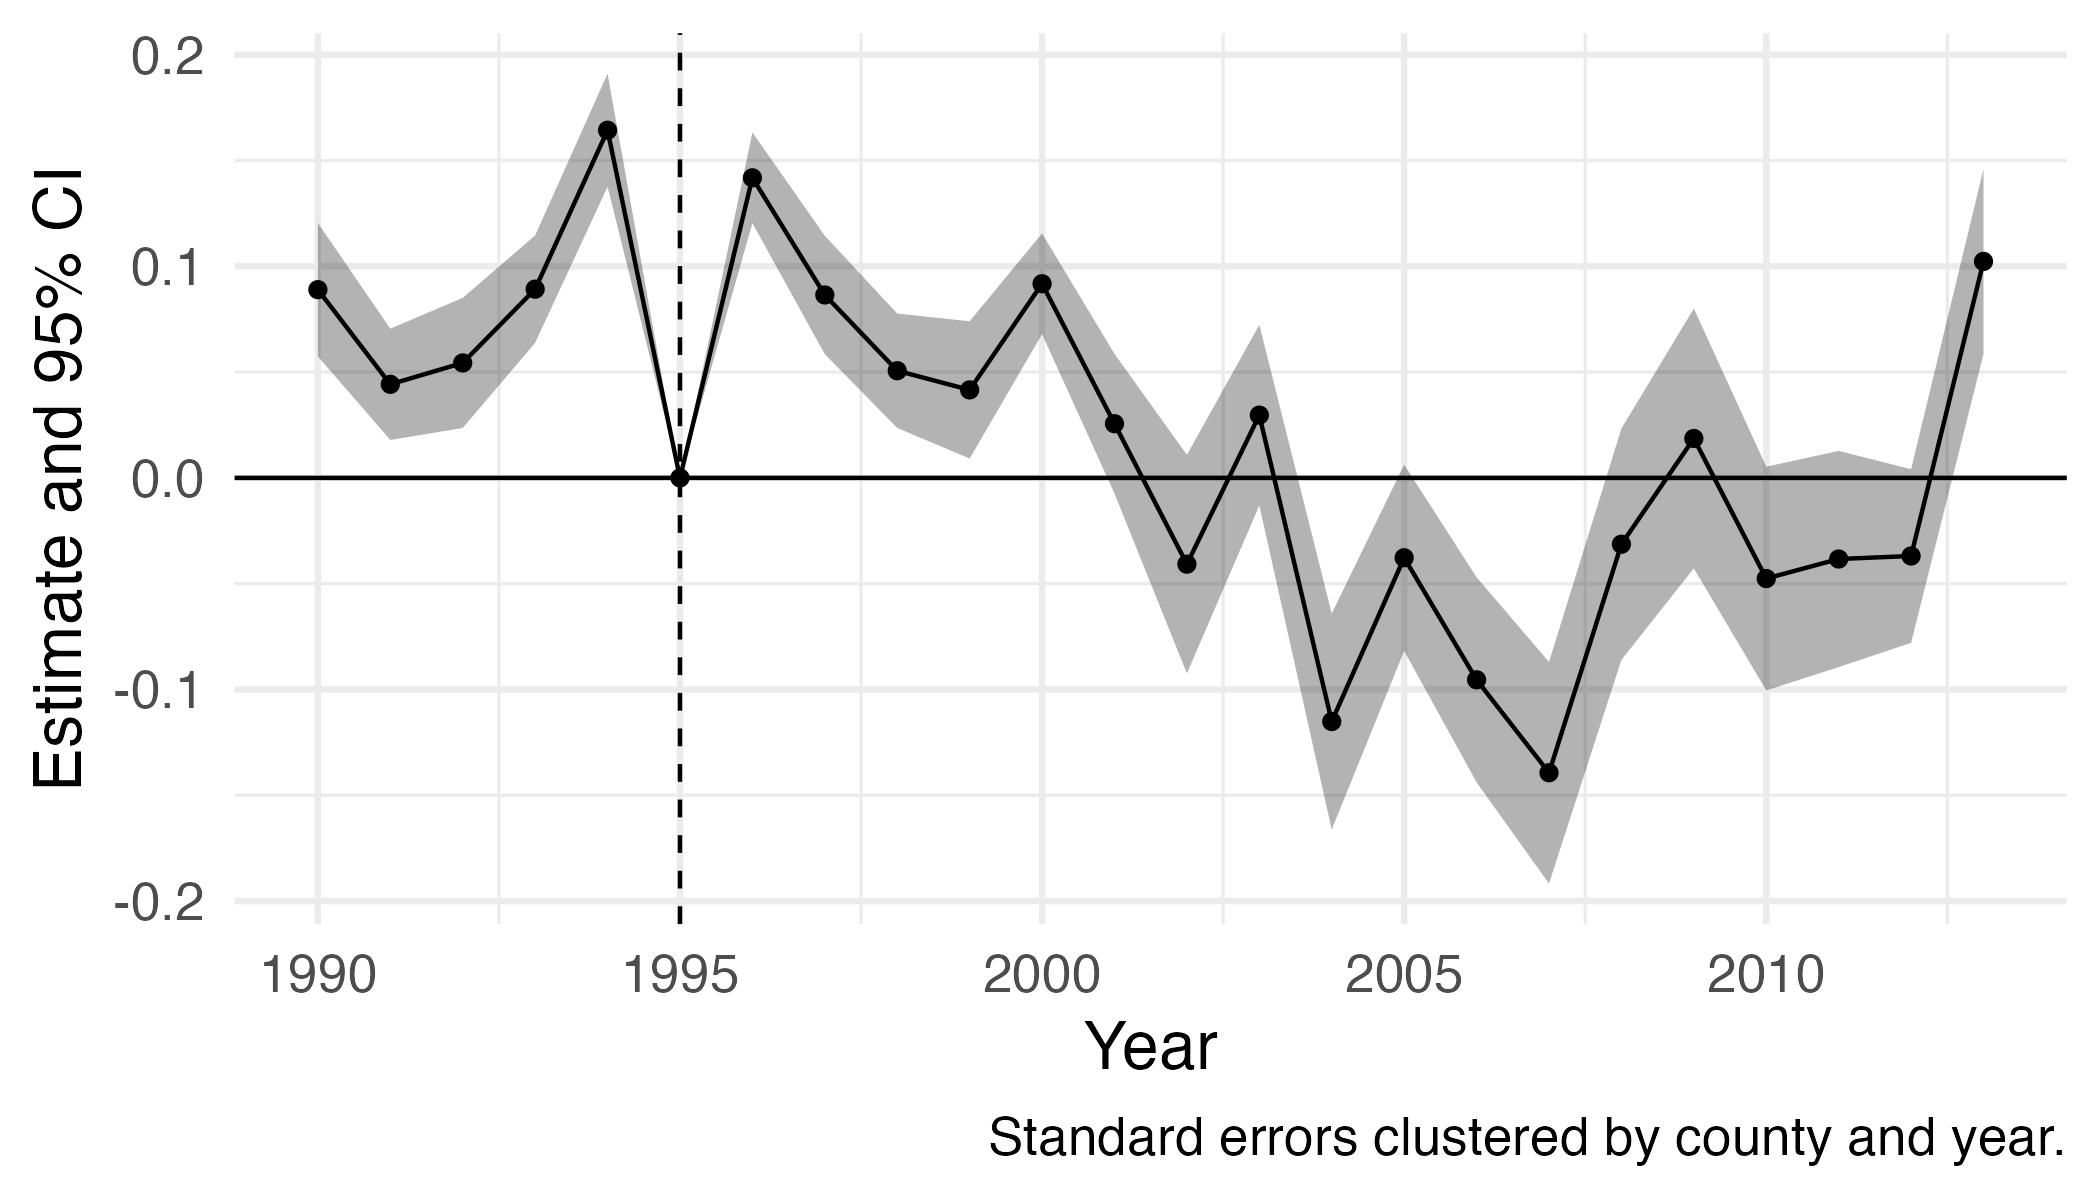 Estimate and 95% CI
0.2
0.1
0.0
-0.1
-0.2
1990 1995 2000 2005 2010
Year
Standard errors clustered by county and year.